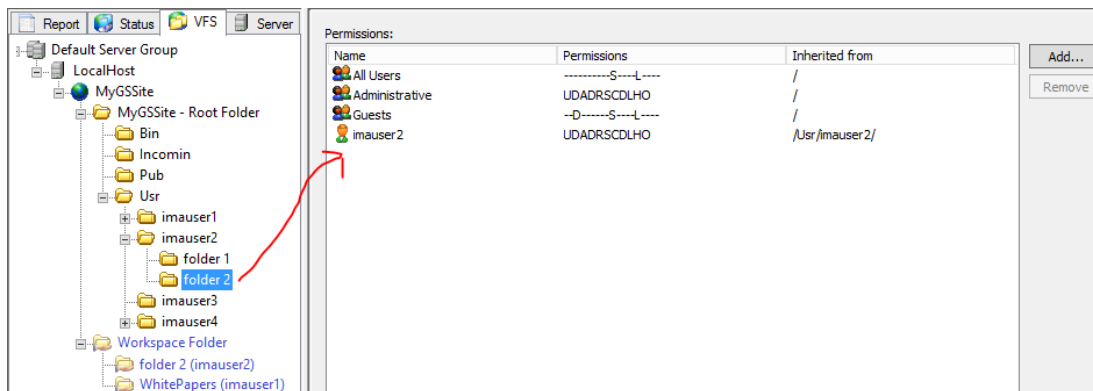 Report Status VFS Server
Default Server Group
LocalHost
MyGSSite
MyGSSite - Root Folder
Bin
Incomin
Pub
Usr
imauser1
imauser2
folder 1
folder 2
imauser3
imauser4
Workspace Folder
folder 2 (imauser2)
WhitePapers (imauser1)
Permissions:
Name Permissions Inherited from
All Users ----------S----L---- /
Administrative UDADRSCDLHO /
Guests --D------S----L---- /
imauser2 UDADRSCDLHO /Usr/imauser2/
Add...
Remove